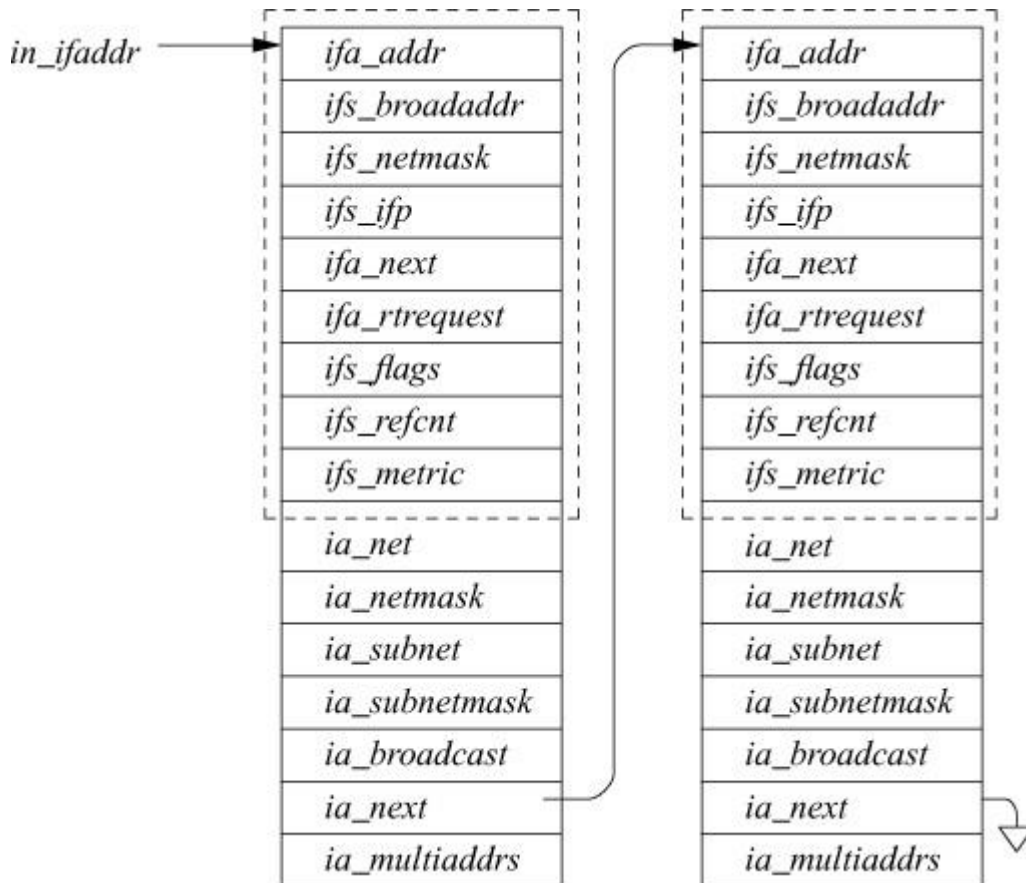 in_ifaddr
ifa_addr
ifs_broadaddr
ifs_netmask
ifs_ifp
ifa_next
ifa_rtrequest
ifs_flags
ifs_refcnt
ifs_metric
ia_net
ia_netmask
ia_subnet
ia_subnetmask
ia_broadcast
ia_next
ia_multiaddrs
ifa_addr
ifs_broadaddr
ifs_netmask
ifs_ifp
ifa_next
ifa_rtrequest
ifs_flags
ifs_refcnt
ifs_metric
ia_net
ia_netmask
ia_subnet
ia_subnetmask
ia_broadcast
ia_next
ia_multiaddrs